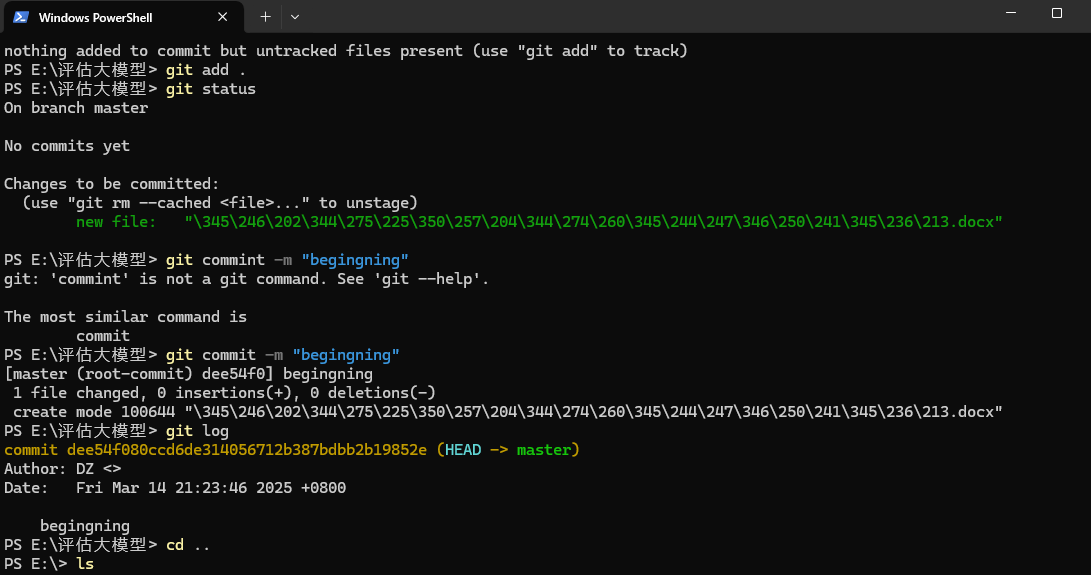 Windows PowerShell
nothing added to commit but untracked files present (use "git add" to track)
PS E:\评估大模型> git add .
PS E:\评估大模型> git status
On branch master
No commits yet
Changes to be committed:
  (use "git rm --cached <file>..." to unstage)
        new file:   "\345\246\202\344\275\225\350\257\204\344\274\260\345\244\247\346\250\241\345\236\213.docx"
PS E:\评估大模型> git commint -m "begingning"
git: 'commint' is not a git command. See 'git --help'.
The most similar command is
        commit
PS E:\评估大模型> git commit -m "begingning"
[master (root-commit) dee54f0] begingning
 1 file changed, 0 insertions(+), 0 deletions(-)
 create mode 100644 "\345\246\202\344\275\225\350\257\204\344\274\260\345\244\247\346\250\241\345\236\213.docx"
PS E:\评估大模型> git log
commit dee54f080ccd6de314056712b387bdbb2b19852e (HEAD -> master)
Author: DZ <>
Date:   Fri Mar 14 21:23:46 2025 +0800
    begingning
PS E:\评估大模型> cd ..
PS E:\> ls